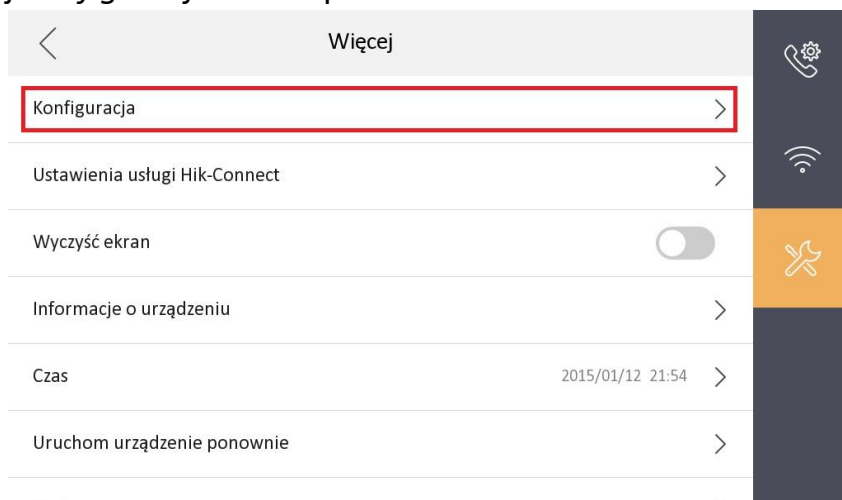 Więcej
Konfiguracja
Ustawienia usługi Hik-Connect
Wyczyść ekran
Informacje o urządzeniu
Czas 2015/01/12 21:54
Uruchom urządzenie ponownie